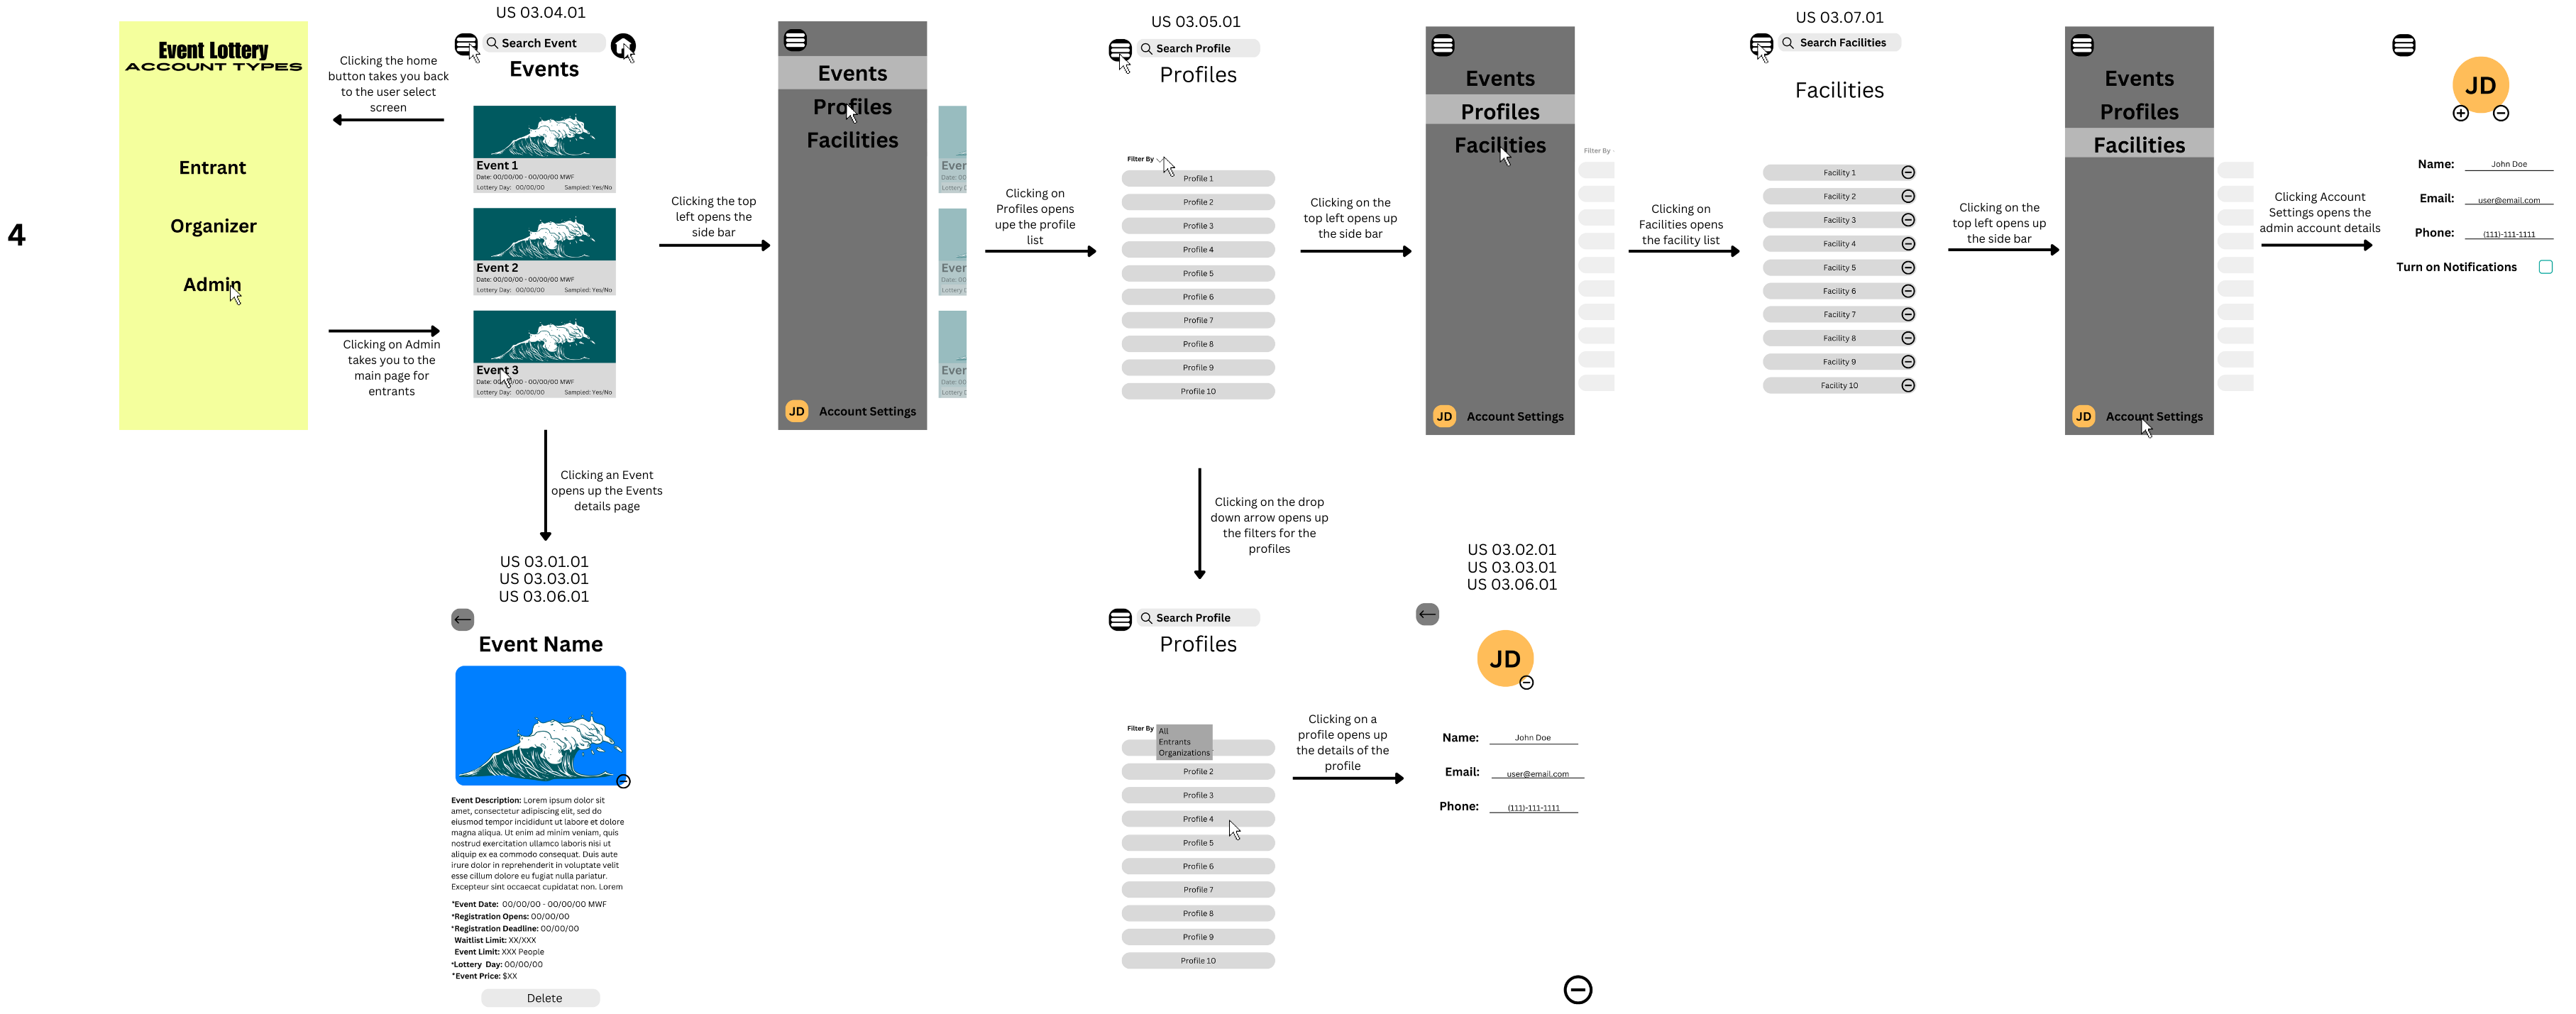 4
Event Lottery
ACCOUNT TYPES
Entrant
Organizer
Admin
Clicking the home
button takes you back
to the user select
screen
Clicking on Admin
takes you to the
main page for
entrants
US 03.04.01
Search Event
Events
Event 1
Date: 00/00/00 - 00/00/00 MWF
Lottery Day: 00/00/00 Sampled: Yes/No
Event 2
Date: 00/00/00 - 00/00/00 MWF
Lottery Day: 00/00/00 Sampled: Yes/No
Event 3
Date: 00/00/00 - 00/00/00 MWF
Lottery Day: 00/00/00 Sampled: Yes/No
Clicking the top
left opens the
side bar
Events
Profiles
Facilities
JD Account Settings
Even
Date: 00
Lottery D
Even
Date: 00
Lottery D
Even
Date: 00
Lottery D
Clicking on
Profiles opens
upe the profile
list
US 03.05.01
Search Profile
Profiles
Filter By
Profile 1
Profile 2
Profile 3
Profile 4
Profile 5
Profile 6
Profile 7
Profile 8
Profile 9
Profile 10
Clicking on the
top left opens up
the side bar
Events
Profiles
Facilities
JD Account Settings
Filter By
Clicking on
Facilities opens
the facility list
US 03.07.01
Search Facilities
Facilities
Facility 1
Facility 2
Facility 3
Facility 4
Facility 5
Facility 6
Facility 7
Facility 8
Facility 9
Facility 10
Clicking on the
top left opens up
the side bar
Events
Profiles
Facilities
JD Account Settings
Clicking Account
Settings opens the
admin account details
JD
Name: John Doe
Email: user@email.com
Phone: (111)-111-1111
Turn on Notifications
Clicking an Event
opens up the Events
details page
US 03.01.01
US 03.03.01
US 03.06.01
Event Name
Event Description: Lorem ipsum dolor sit
amet, consectetur adipiscing elit, sed do
eiusmod tempor incididunt ut labore et dolore
magna aliqua. Ut enim ad minim veniam, quis
nostrud exercitation ullamco laboris nisi ut
aliquip ex ea commodo consequat. Duis aute
irure dolor in reprehenderit in voluptate velit
esse cillum dolore eu fugiat nulla pariatur.
Excepteur sint occaecat cupidatat non. Lorem
*Event Date: 00/00/00 - 00/00/00 MWF
*Registration Opens: 00/00/00
*Registration Deadline: 00/00/00
Waitlist Limit: XX/XXX
Event Limit: XXX People
*Lottery Day: 00/00/00
*Event Price: $XX
Delete
Clicking on the drop
down arrow opens up
the filters for the
profiles
Search Profile
Profiles
Filter By
All
Entrants
Organizations
Profile 2
Profile 3
Profile 4
Profile 5
Profile 6
Profile 7
Profile 8
Profile 9
Profile 10
Clicking on a
profile opens up
the details of the
profile
US 03.02.01
US 03.03.01
US 03.06.01
JD
Name: John Doe
Email: user@email.com
Phone: (111)-111-1111